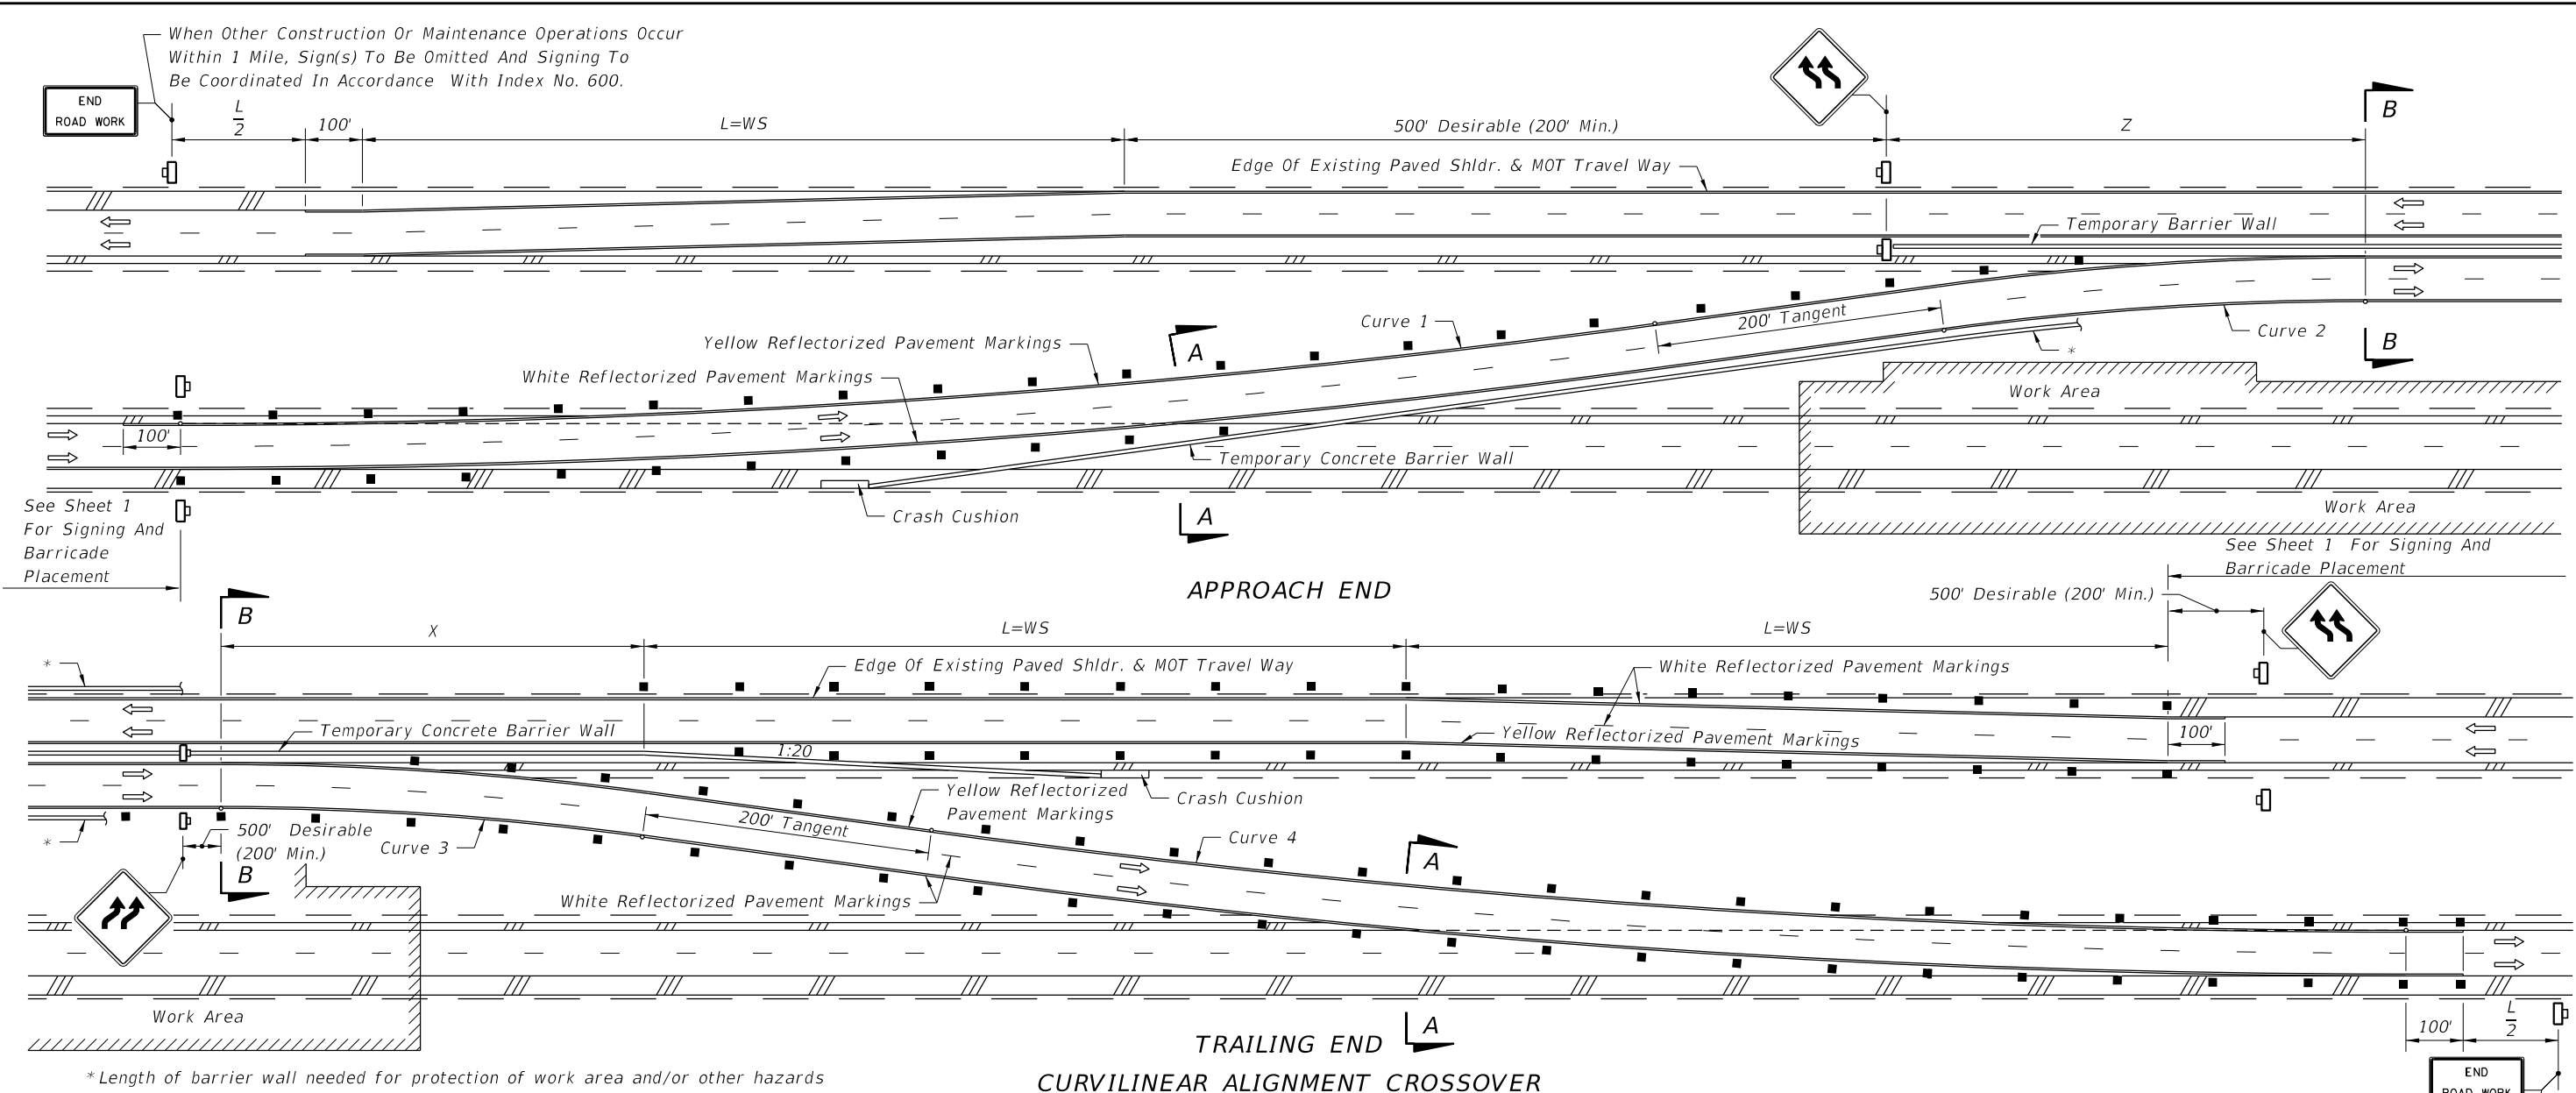 When Other Construction Or Maintenance Operations Occur
Within 1 Mile, Sign(s) To Be Omitted And Signing To
Be Coordinated In Accordance With Index No. 600.
END
ROAD WORK
L
2
100'
L=WS
500' Desirable (200' Min.)
Z
B
Edge Of Existing Paved Shldr. & MOT Travel Way
Temporary Barrier Wall
Curve 1
200' Tangent
Curve 2
B
*
Yellow Reflectorized Pavement Markings
A
White Reflectorized Pavement Markings
Work Area
100'
Temporary Concrete Barrier Wall
See Sheet 1
For Signing And
Barricade
Placement
Crash Cushion
A
Work Area
See Sheet 1 For Signing And
Barricade Placement
APPROACH END
500' Desirable (200' Min.)
B
X
L=WS
L=WS
*
Edge Of Existing Paved Shldr. & MOT Travel Way
White Reflectorized Pavement Markings
Temporary Concrete Barrier Wall
1:20
Yellow Reflectorized Pavement Markings
100'
Yellow Reflectorized
Pavement Markings
Crash Cushion
200' Tangent
500' Desirable
(200' Min.)
*
Curve 3
Curve 4
B
A
White Reflectorized Pavement Markings
Work Area
A
100'
L
2
TRAILING END
CURVILINEAR ALIGNMENT CROSSOVER
* Length of barrier wall needed for protection of work area and/or other hazards
END
ROAD WORK